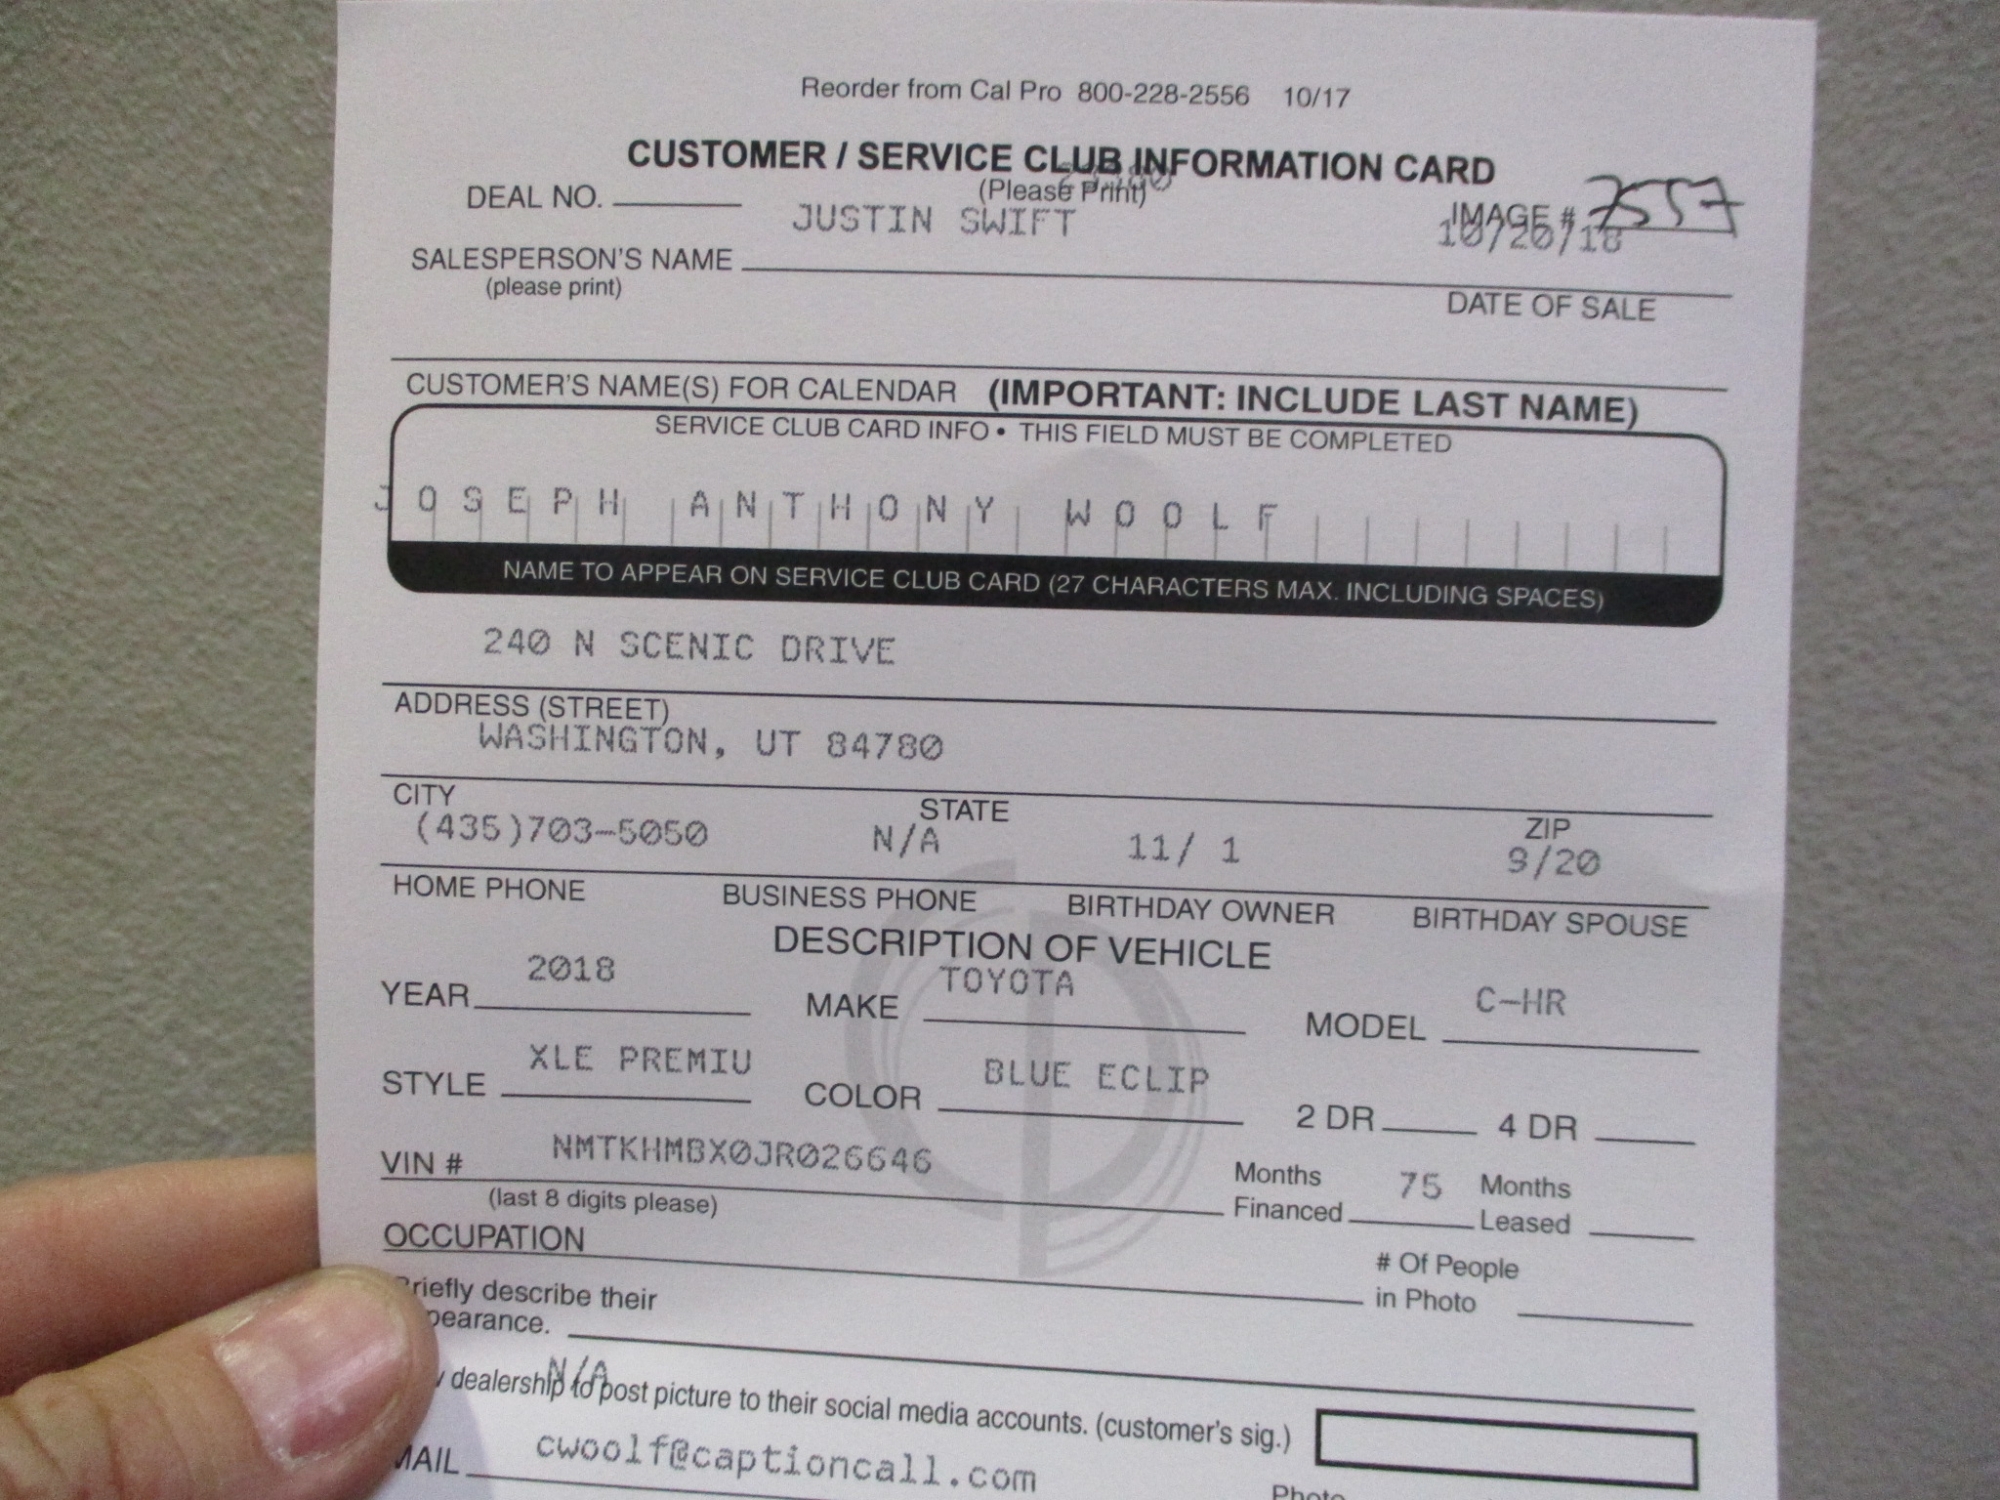 Reorder from Cal Pro 800-228-2556 10/17
CUSTOMER / SERVICE CLUB INFORMATION CARD
(Please Print)
DEAL NO.
JUSTIN SWIFT
IMAGE # 7557
10/20/18
SALESPERSON'S NAME
(please print)
DATE OF SALE
CUSTOMER'S NAME(S) FOR CALENDAR (IMPORTANT: INCLUDE LAST NAME)
SERVICE CLUB CARD INFO • THIS FIELD MUST BE COMPLETED
JOSEPH ANTHONY WOOLF
NAME TO APPEAR ON SERVICE CLUB CARD (27 CHARACTERS MAX. INCLUDING SPACES)
240 N SCENIC DRIVE
ADDRESS (STREET)
WASHINGTON, UT 84780
CITY STATE ZIP
(435)703-5050 N/A 11/ 1 9/20
HOME PHONE BUSINESS PHONE BIRTHDAY OWNER BIRTHDAY SPOUSE
DESCRIPTION OF VEHICLE
YEAR 2018 MAKE TOYOTA MODEL C-HR
STYLE XLE PREMIU COLOR BLUE ECLIP 2 DR 4 DR
VIN # NMTKHMBX0JR026646
(last 8 digits please)
Months Financed 75 Months Leased
OCCUPATION
# Of People in Photo
riefly describe their
pearance.
N/A
dealership to post picture to their social media accounts. (customer's sig.)
MAIL cwoolf@captioncall.com
Photo